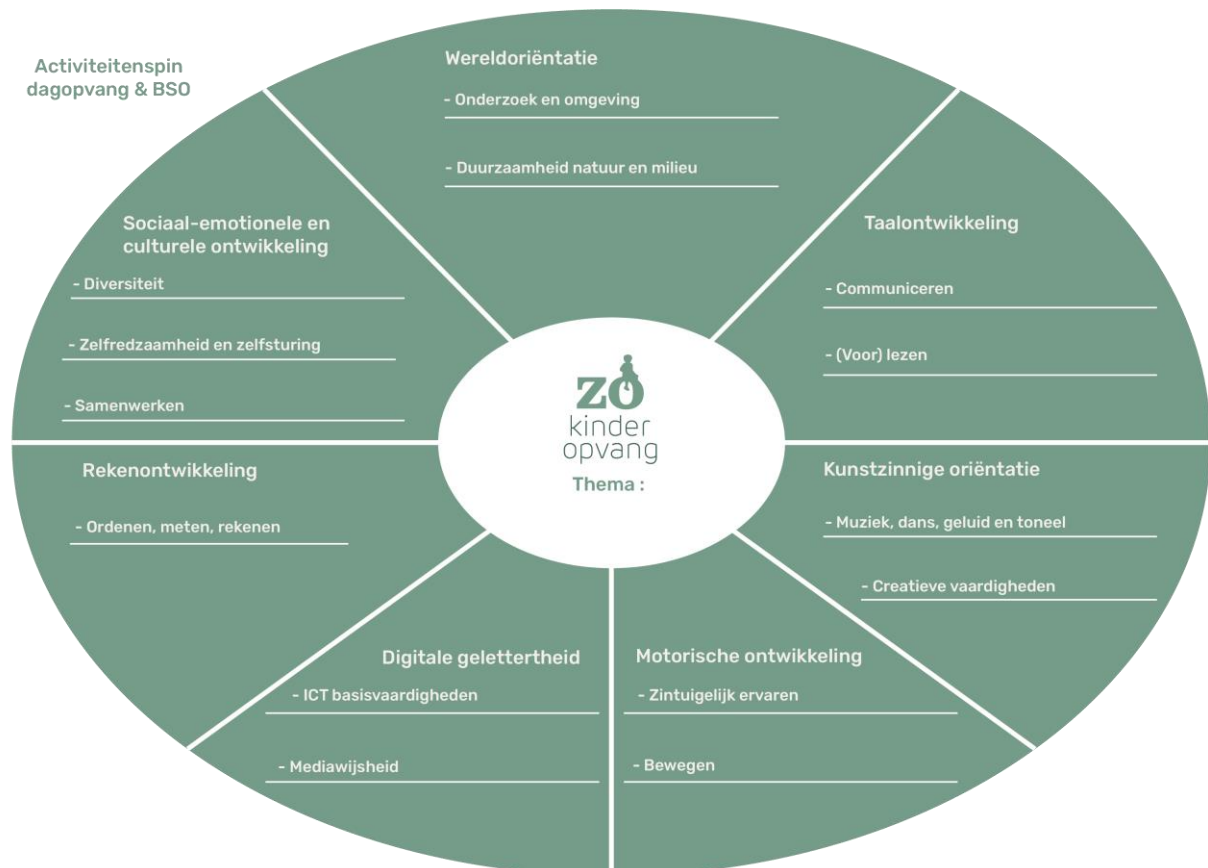 Activiteitenspin
dagopvang & BSO
Wereldoriëntatie
- Onderzoek en omgeving
- Duurzaamheid natuur en milieu
Sociaal-emotionele en
culturele ontwikkeling
- Diversiteit
- Zelfredzaamheid en zelfsturing
- Samenwerken
Taalontwikkeling
- Communiceren
- (Voor) lezen
zo
kinder
opvang
Thema :
Rekenontwikkeling
- Ordenen, meten, rekenen
Kunstzinnige oriëntatie
- Muziek, dans, geluid en toneel
- Creatieve vaardigheden
Digitale gelettertheid
- ICT basisvaardigheden
- Mediawijsheid
Motorische ontwikkeling
- Zintuigelijk ervaren
- Bewegen